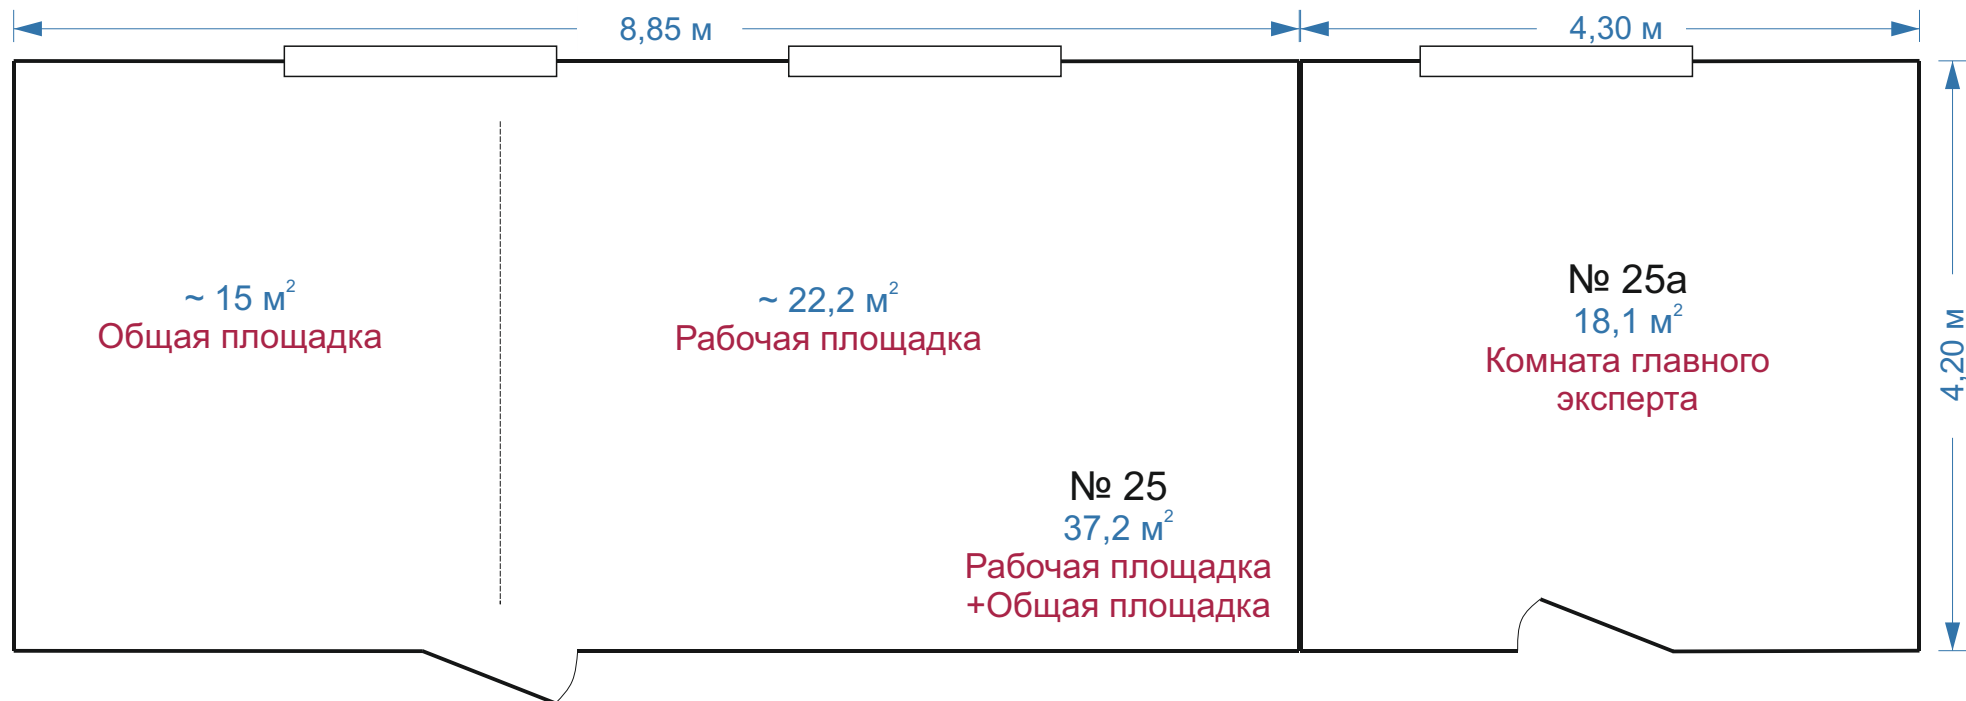 8,85 м
4,30 м
~ 15 м²
Общая площадка
~ 22,2 м²
Рабочая площадка
№ 25
37,2 м²
Рабочая площадка
+Общая площадка
№ 25а
18,1 м²
Комната главного
эксперта
4,20 м